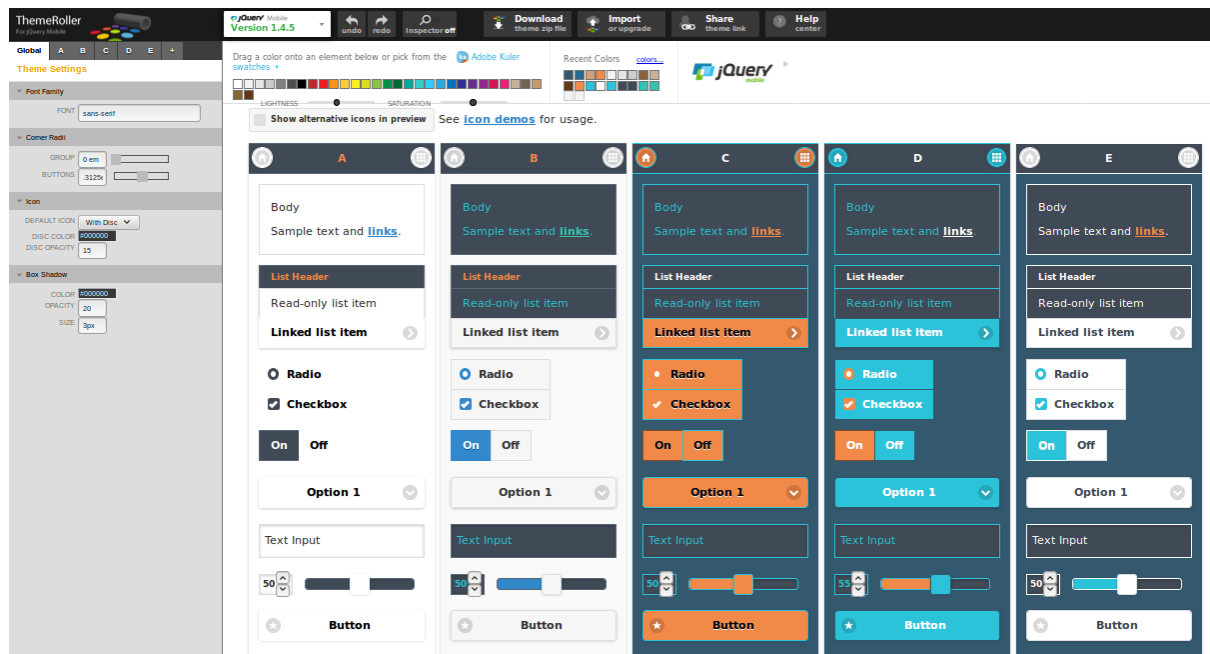 ThemeRoller
For jQuery Mobile
jQuery Mobile
Version 1.4.5
undo
redo
Inspector off
Download
theme zip file
Import
or upgrade
Share
theme link
Help
center
Global A B C D E +
Theme Settings
Font Family
FONT sans-serif
Corner Radii
GROUP 0 em
BUTTONS .3125
Icon
DEFAULT ICON With Disc
DISC COLOR #000000
DISC OPACITY 15
Box Shadow
COLOR #000000
OPACITY 20
SIZE 3px
Drag a color onto an element below or pick from the Adobe Kuler
swatches
LIGHTNESS SATURATION
Recent Colors colors...
jQuery
mobile
Show alternative icons in preview See icon demos for usage.
A
Body
Sample text and links.
List Header
Read-only list item
Linked list item
Radio
Checkbox
On Off
Option 1
Text Input
50
Button
B
Body
Sample text and links.
List Header
Read-only list item
Linked list item
Radio
Checkbox
On Off
Option 1
Text Input
50
Button
C
Body
Sample text and links.
List Header
Read-only list item
Linked list item
Radio
Checkbox
On Off
Option 1
Text Input
50
Button
D
Body
Sample text and links.
List Header
Read-only list item
Linked list item
Radio
Checkbox
On Off
Option 1
Text Input
55
Button
E
Body
Sample text and links.
List Header
Read-only list item
Linked list item
Radio
Checkbox
On Off
Option 1
Text Input
50
Button